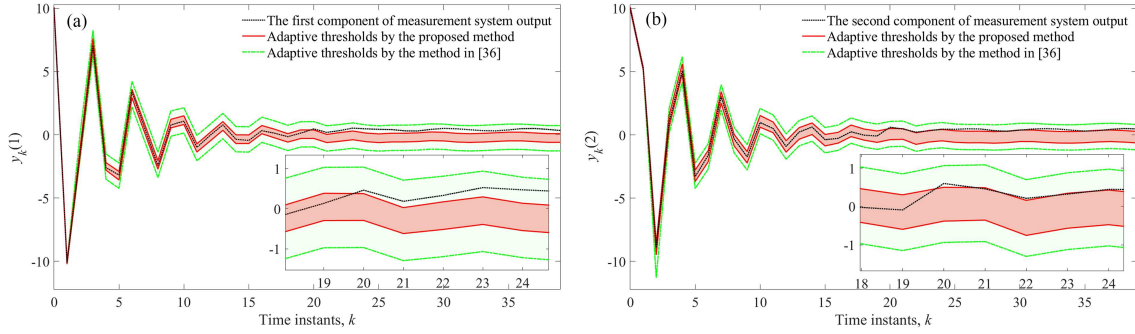 (a)
The first component of measurement system output
Adaptive thresholds by the proposed method
Adaptive thresholds by the method in [36]
10
5
0
-5
-10
y_k(1)
1
0
-1
19 20 21 22 23 24
0 5 10 15 20 25 30 35
Time instants, k
(b)
The second component of measurement system output
Adaptive thresholds by the proposed method
Adaptive thresholds by the method in [36]
10
5
0
-5
-10
y_k(2)
1
0
-1
18 19 20 21 22 23 24
0 5 10 15 20 25 30 35
Time instants, k